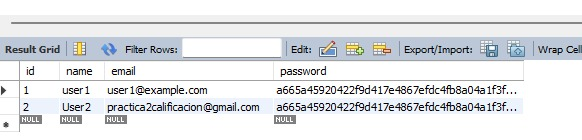 Result Grid Filter Rows: Edit: Export/Import: Wrap Cell
id name email password
1 user1 user1@example.com a665a45920422f9d417e4867efdc4fb8a04a1f3f...
2 User2 practica2calificacion@gmail.com a665a45920422f9d417e4867efdc4fb8a04a1f3f...
NULL NULL NULL NULL